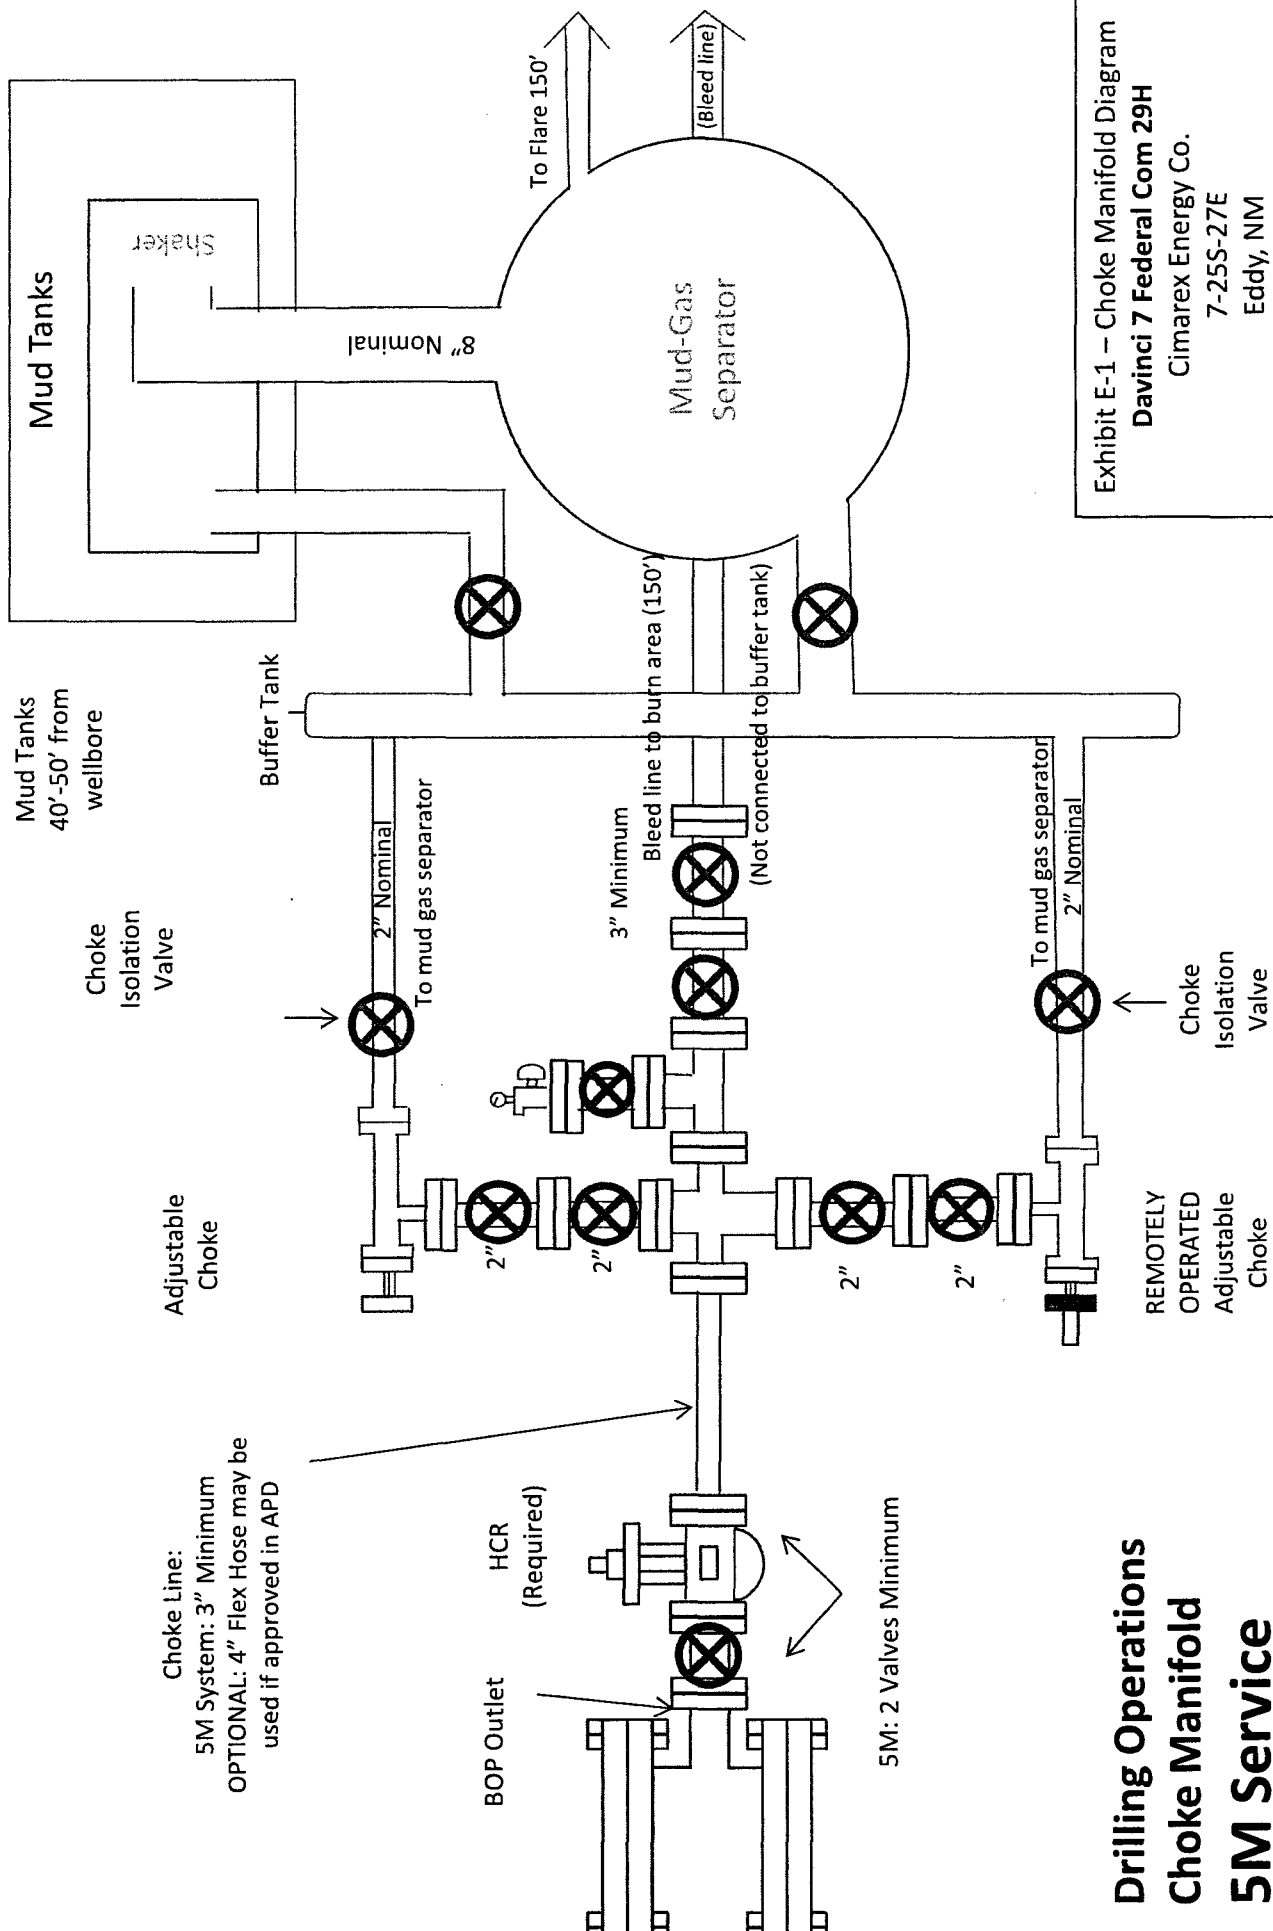 Mud Tanks
Shaker
8" Nominal
Mud-Gas
Separator
To Flare 150'
(Bleed line)
Mud Tanks
40'-50' from
wellbore
Buffer Tank
Choke
Isolation
Valve
2" Nominal
To mud gas separator
3" Minimum
Bleed line to burn area (150')
(Not connected to buffer tank)
To mud gas separator
2" Nominal
Choke
Isolation
Valve
Adjustable
Choke
2"
2"
2"
2"
REMOTELY
OPERATED
Adjustable
Choke
Choke Line:
5M System: 3" Minimum
OPTIONAL: 4" Flex Hose may be
used if approved in APD
HCR
(Required)
BOP Outlet
5M: 2 Valves Minimum
Drilling Operations
Choke Manifold
5M Service
Exhibit E-1 – Choke Manifold Diagram
Davinci 7 Federal Com 29H
Cimarex Energy Co.
7-25S-27E
Eddy, NM